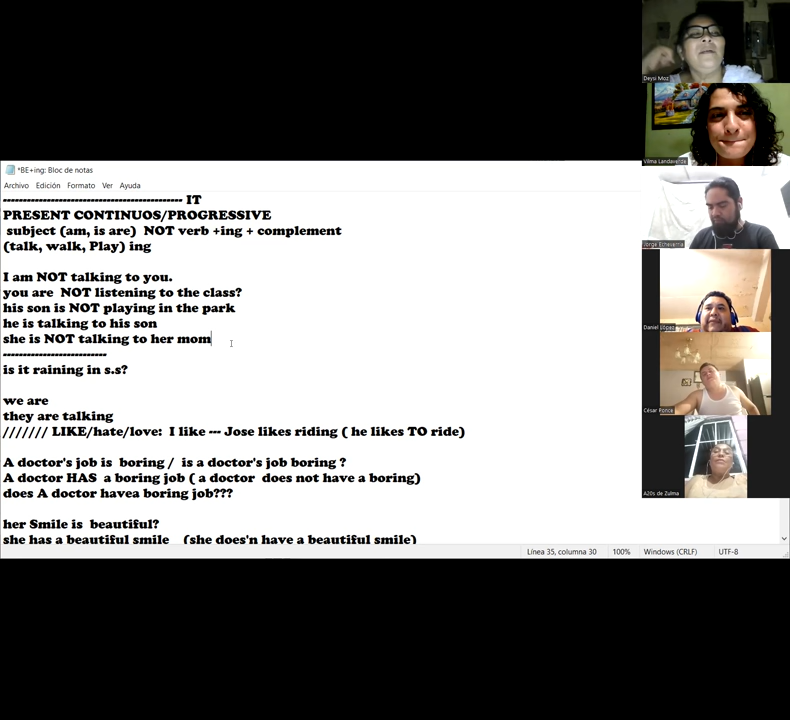 *BE+ing: Bloc de notas
Archivo Edición Formato Ver Ayuda
--------------------------------------------- IT
PRESENT CONTINUOS/PROGRESSIVE
subject (am, is are) NOT verb +ing + complement
(talk, walk, Play) ing
I am NOT talking to you.
you are NOT listening to the class?
his son is NOT playing in the park
he is talking to his son
she is NOT talking to her mom
--------------------------
is it raining in s.s?
we are
they are talking
/////// LIKE/hate/love: I like --- Jose likes riding ( he likes TO ride)
A doctor's job is boring / is a doctor's job boring ?
A doctor HAS a boring job ( a doctor does not have a boring)
does A doctor havea boring job???
her Smile is beautiful?
she has a beautiful smile (she does'n have a beautiful smile)
Línea 35, columna 30 100% Windows (CRLF) UTF-8
Deysi Moz
Vilma Landaverde
Jorge Echeverria
Daniel López
César Ponce
A20s de Zulma